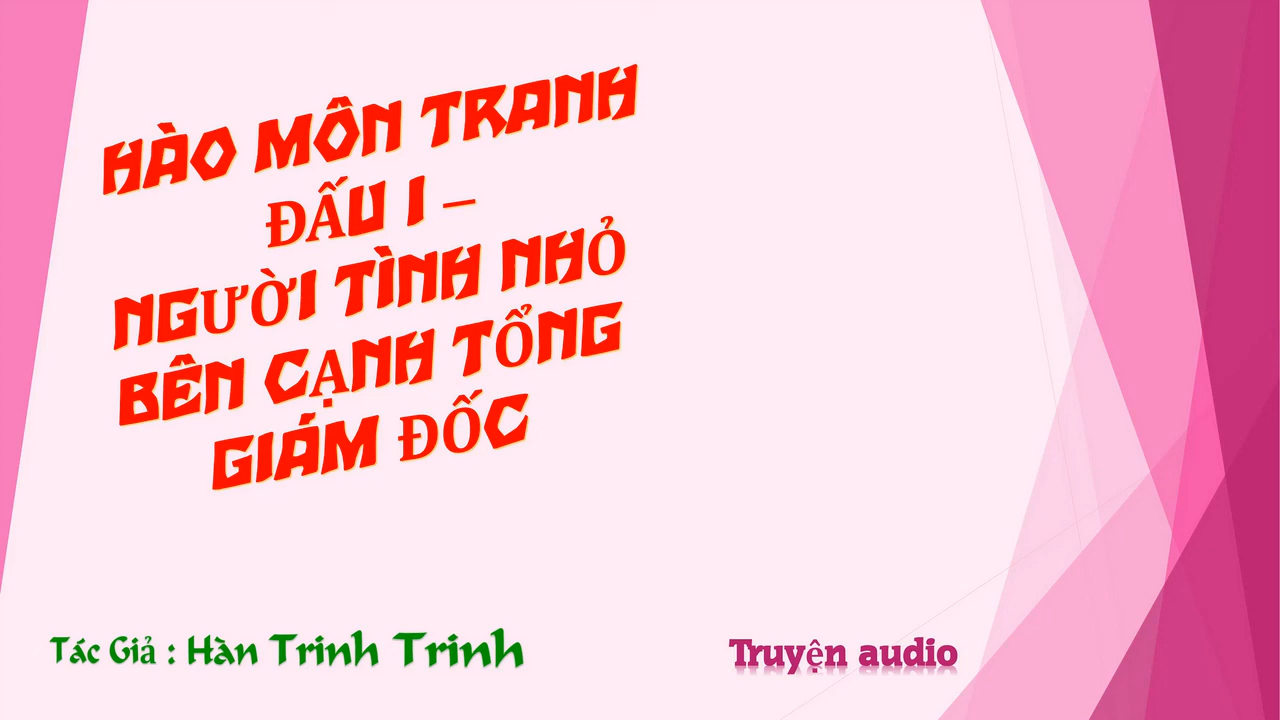 HÀO MÔN TRANH
ĐẤU I –
NGƯỜI TÌNH NHỎ
BÊN CẠNH TỔNG
GIÁM ĐỐC
Tác Giả : Hàn Trinh Trinh
Truyện audio